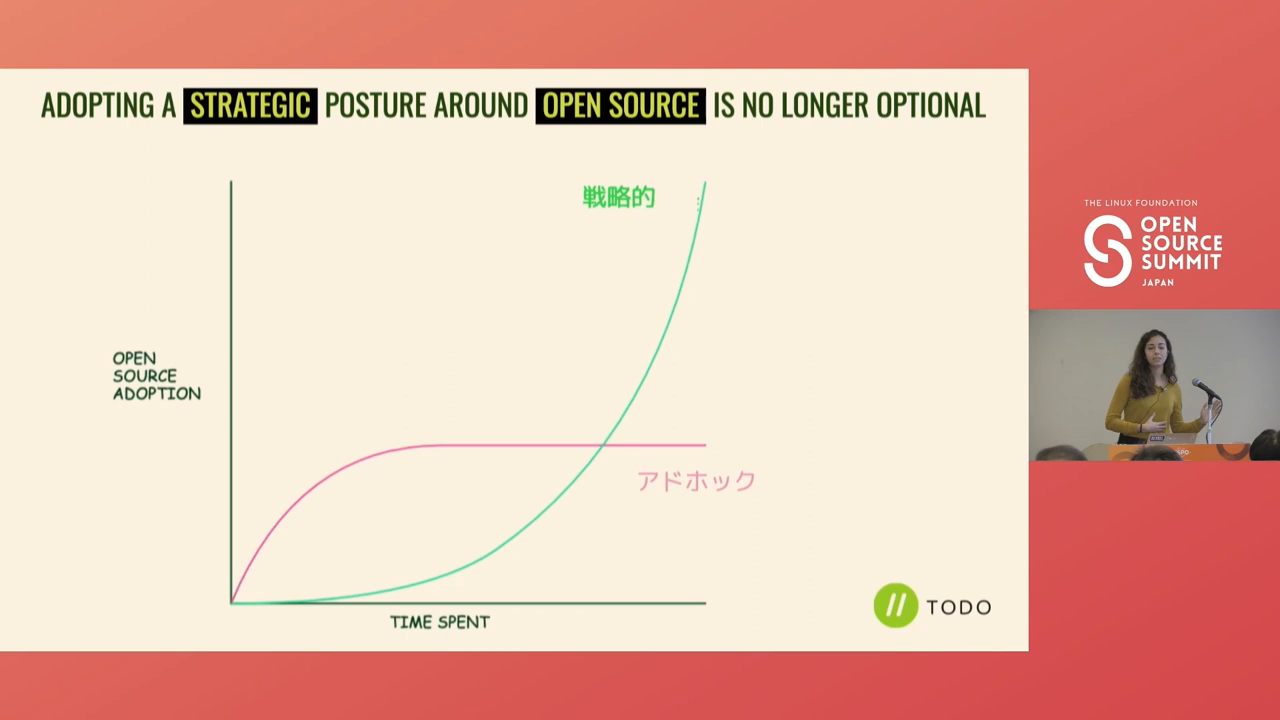 ADOPTING A STRATEGIC POSTURE AROUND OPEN SOURCE IS NO LONGER OPTIONAL
戦略的
OPEN
SOURCE
ADOPTION
アドホック
TIME SPENT
TODO
THE LINUX FOUNDATION
OPEN
SOURCE
SUMMIT
JAPAN